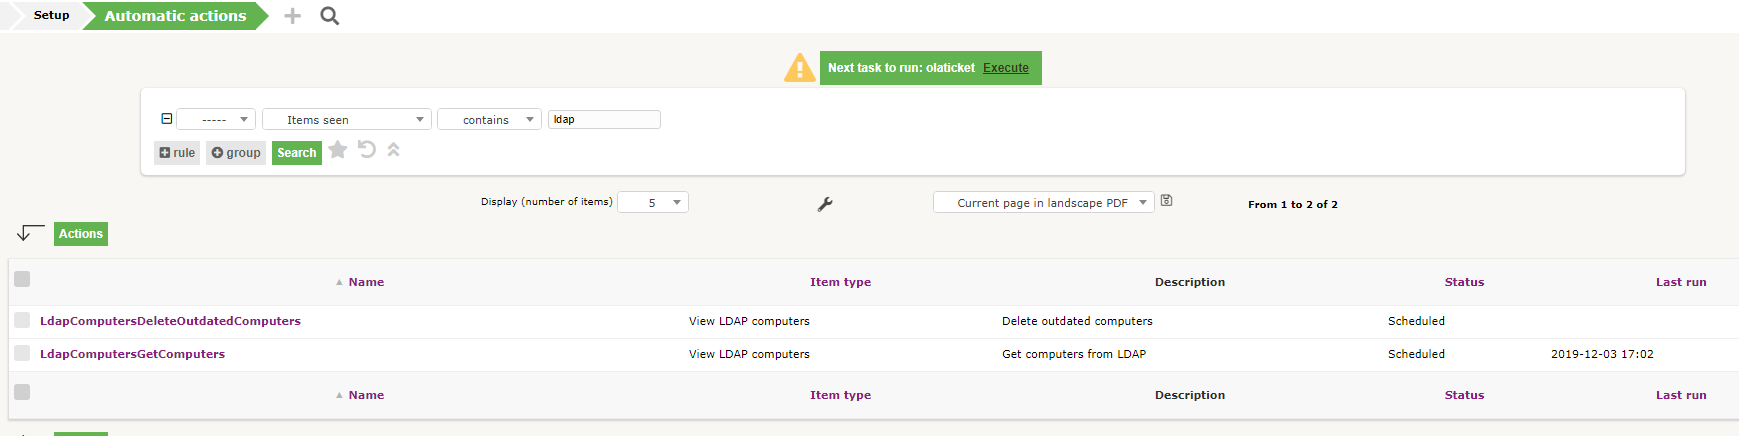 Setup Automatic actions
Next task to run: olaticket Execute
----- Items seen contains ldap
rule group Search
Display (number of items) 5 Current page in landscape PDF From 1 to 2 of 2
Actions
Name Item type Description Status Last run
LdapComputersDeleteOutdatedComputers View LDAP computers Delete outdated computers Scheduled
LdapComputersGetComputers View LDAP computers Get computers from LDAP Scheduled 2019-12-03 17:02
Name Item type Description Status Last run